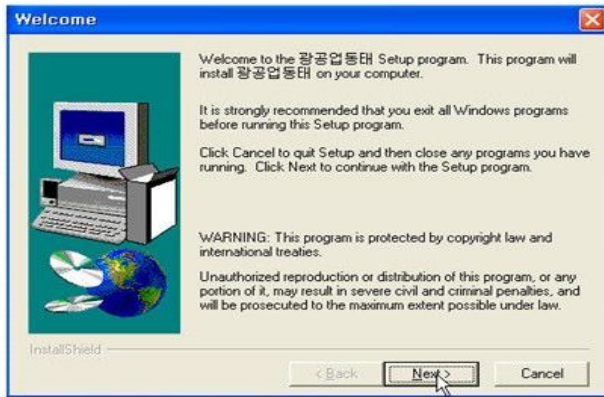 Welcome
Welcome to the 광공업동태 Setup program. This program will
install 광공업동태 on your computer.
It is strongly recommended that you exit all Windows programs
before running this Setup program.
Click Cancel to quit Setup and then close any programs you have
running. Click Next to continue with the Setup program.
WARNING: This program is protected by copyright law and
international treaties.
Unauthorized reproduction or distribution of this program, or any
portion of it, may result in severe civil and criminal penalties, and
will be prosecuted to the maximum extent possible under law.
InstallShield
< Back Next > Cancel